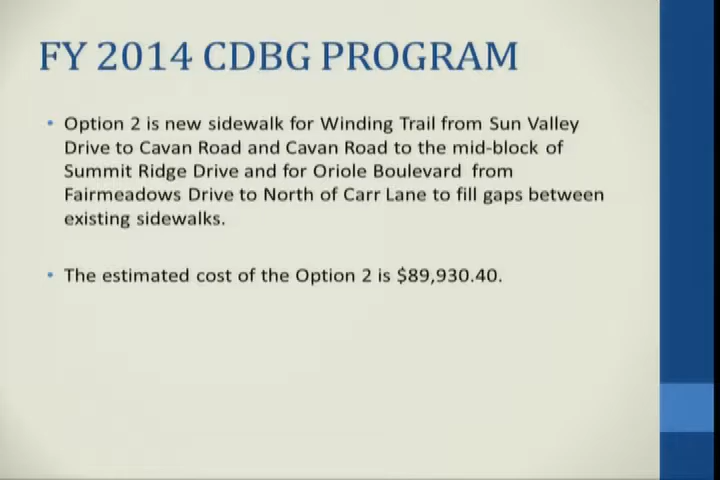 FY 2014 CDBG PROGRAM
• Option 2 is new sidewalk for Winding Trail from Sun Valley
Drive to Cavan Road and Cavan Road to the mid-block of
Summit Ridge Drive and for Oriole Boulevard from
Fairmeadows Drive to North of Carr Lane to fill gaps between
existing sidewalks.
• The estimated cost of the Option 2 is $89,930.40.